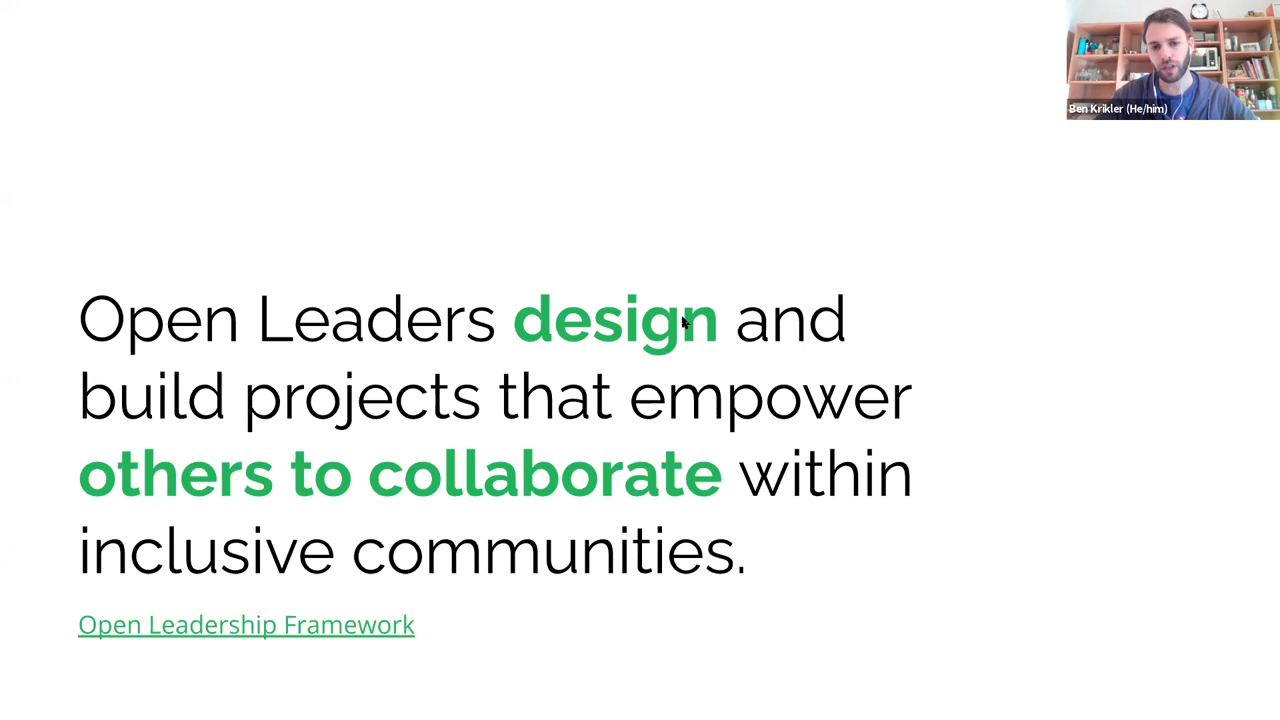 Ben Krikler (He/him)
Open Leaders design and
build projects that empower
others to collaborate within
inclusive communities.
Open Leadership Framework